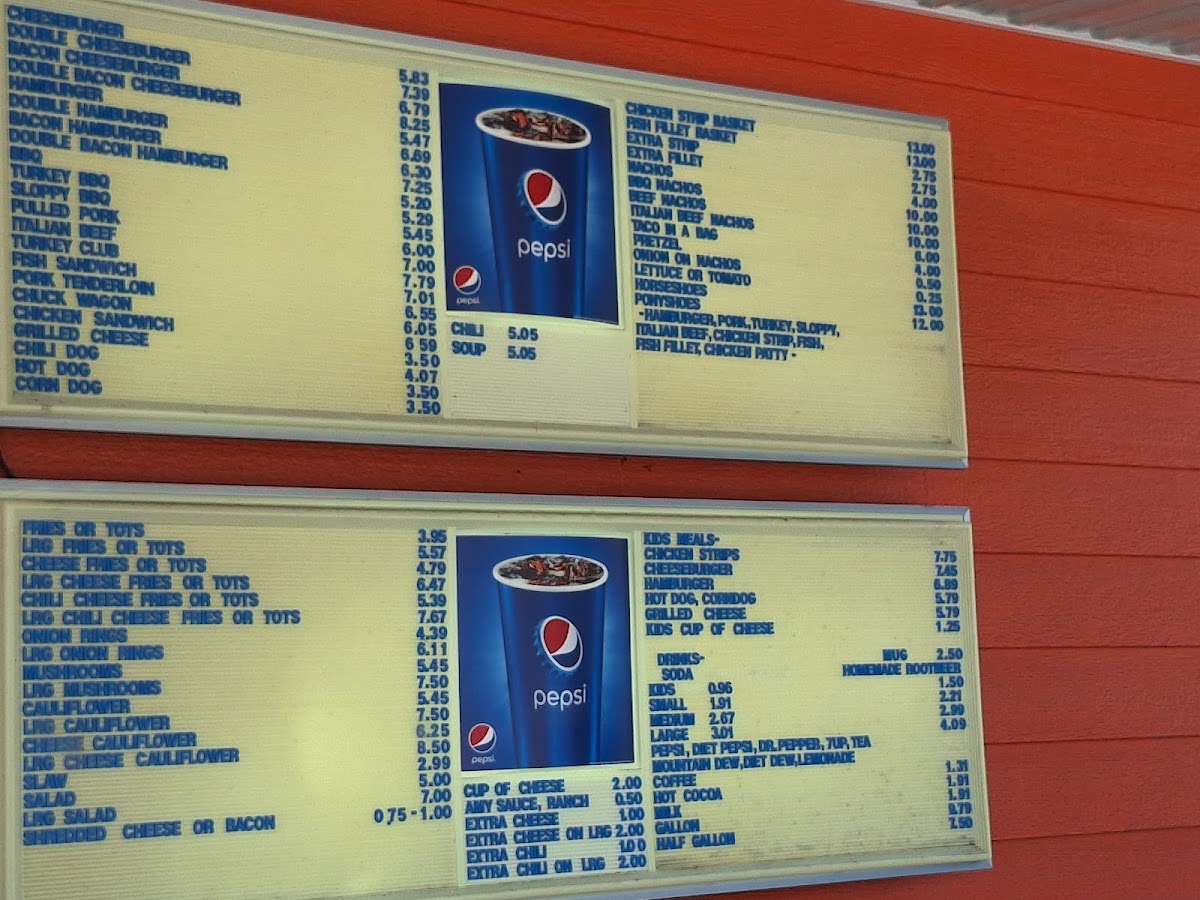 CHEESEBURGER 5.83
DOUBLE CHEESEBURGER 7.39
BACON CHEESEBURGER 6.79
DOUBLE BACON CHEESEBURGER 8.25
HAMBURGER 5.47
DOUBLE HAMBURGER 6.69
BACON HAMBURGER 6.30
DOUBLE BACON HAMBURGER 7.25
BBQ 5.20
TURKEY BBQ 5.29
SLOPPY BBQ 5.45
PULLED PORK 6.00
ITALIAN BEEF 7.00
TURKEY CLUB 7.79
FISH SANDWICH 7.01
PORK TENDERLOIN 6.55
CHUCK WAGON 6.05
CHICKEN SANDWICH 6 59
GRILLED CHEESE 3.50
CHILI DOG 4.07
HOT DOG 3.50
CORN DOG 3.50
pepsi
pepsi.
CHILI 5.05
SOUP 5.05
CHICKEN STRIP BASKET 13.60
FISH FILLET BASKET 13.00
EXTRA STRIP 2.75
EXTRA FILLET 2.75
NACHOS 4.00
BBQ NACHOS 10.00
BEEF NACHOS 10.00
ITALIAN BEEF NACHOS 10.00
TACO IN A BAG 6.00
PRETZEL 4.00
ONION ON NACHOS 0.50
LETTUCE OR TOMATO 0.25
HORSESHOES 13.00
PONYSHOES 12.00
-HAMBURGER, PORK, TURKEY, SLOPPY,
ITALIAN BEEF, CHICKEN STRIP, FISH,
FISH FILLET, CHICKEN PATTY -
FRIES OR TOTS 3.95
LRG FRIES OR TOTS 5.57
CHEESE FRIES OR TOTS 4.79
LRG CHEESE FRIES OR TOTS 6.47
CHILI CHEESE FRIES OR TOTS 5.39
LRG CHILI CHEESE FRIES OR TOTS 7.67
ONION RINGS 4.39
LRG ONION RINGS 6.11
MUSHROOMS 5.45
LRG MUSHROOMS 7.50
CAULIFLOWER 5.45
LRG CAULIFLOWER 7.50
CHEESE CAULIFLOWER 6.25
LRG CHEESE CAULIFLOWER 8.50
SLAW 2.99
SALAD 5.00
LRG SALAD 7.00
SHREDDED CHEESE OR BACON 0,75-1.00
pepsi
pepsi.
CUP OF CHEESE 2.00
AMY SAUCE, RANCH 0.50
EXTRA CHEESE 1.00
EXTRA CHEESE ON LRG 2.00
EXTRA CHILI 1.00
EXTRA CHILI ON LRG 2.00
KIDS MEALS-
CHICKEN STRIPS 7.75
CHEESEBURGER 7.45
HAMBURGER 6.89
HOT DOG, CORNDOG 5.79
GRILLED CHEESE 5.79
KIDS CUP OF CHEESE 1.25
DRINKS- MUG 2.50
SODA HOMEMADE ROOTBEER
KIDS 0.96 1.50
SMALL 1.91 2.21
MEDIUM 2.67 2.99
LARGE 3.01 4.09
PEPSI, DIET PEPSI, DR. PEPPER, 7UP, TEA
MOUNTAIN DEW, DIET DEW, LEMONADE
COFFEE 1.31
HOT COCOA 1.91
MILK 1.91
GALLON 9.79
HALF GALLON 7.50